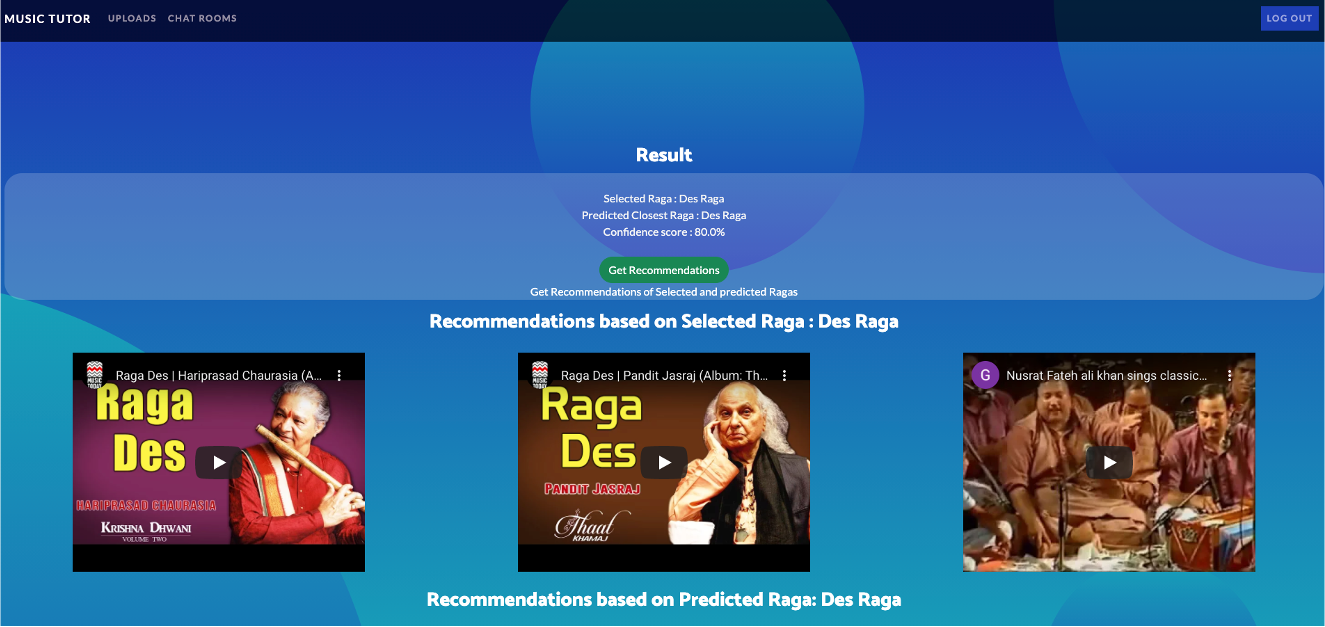 MUSIC TUTOR UPLOADS CHAT ROOMS LOG OUT
Result
Selected Raga : Des Raga
Predicted Closest Raga : Des Raga
Confidence score : 80.0%
Get Recommendations
Get Recommendations of Selected and predicted Ragas
Recommendations based on Selected Raga : Des Raga
MUSIC TODAY
Raga Des | Hariprasad Chaurasia (A...
Raga
Des
HARIPRASAD CHAURASIA
KRISHNA DHWANI
VOLUME TWO
MUSIC TODAY
Raga Des | Pandit Jasraj (Album: Th...
Raga
Des
PANDIT JASRAJ
Thaat
KHAMAJ
G
Nusrat Fateh ali khan sings classic...
Recommendations based on Predicted Raga: Des Raga